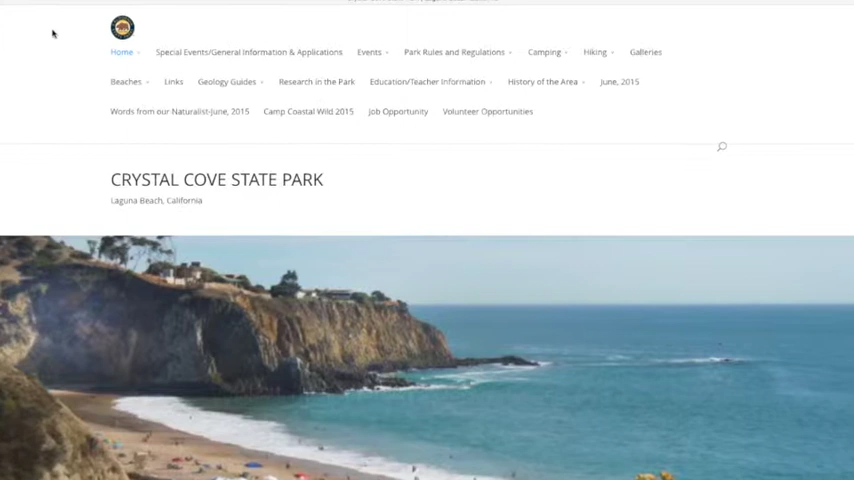 Home
Special Events/General Information & Applications
Events
Park Rules and Regulations
Camping
Hiking
Galleries
Beaches
Links
Geology Guides
Research in the Park
Education/Teacher Information
History of the Area
June, 2015
Words from our Naturalist-June, 2015
Camp Coastal Wild 2015
Job Opportunity
Volunteer Opportunities
CRYSTAL COVE STATE PARK
Laguna Beach, California